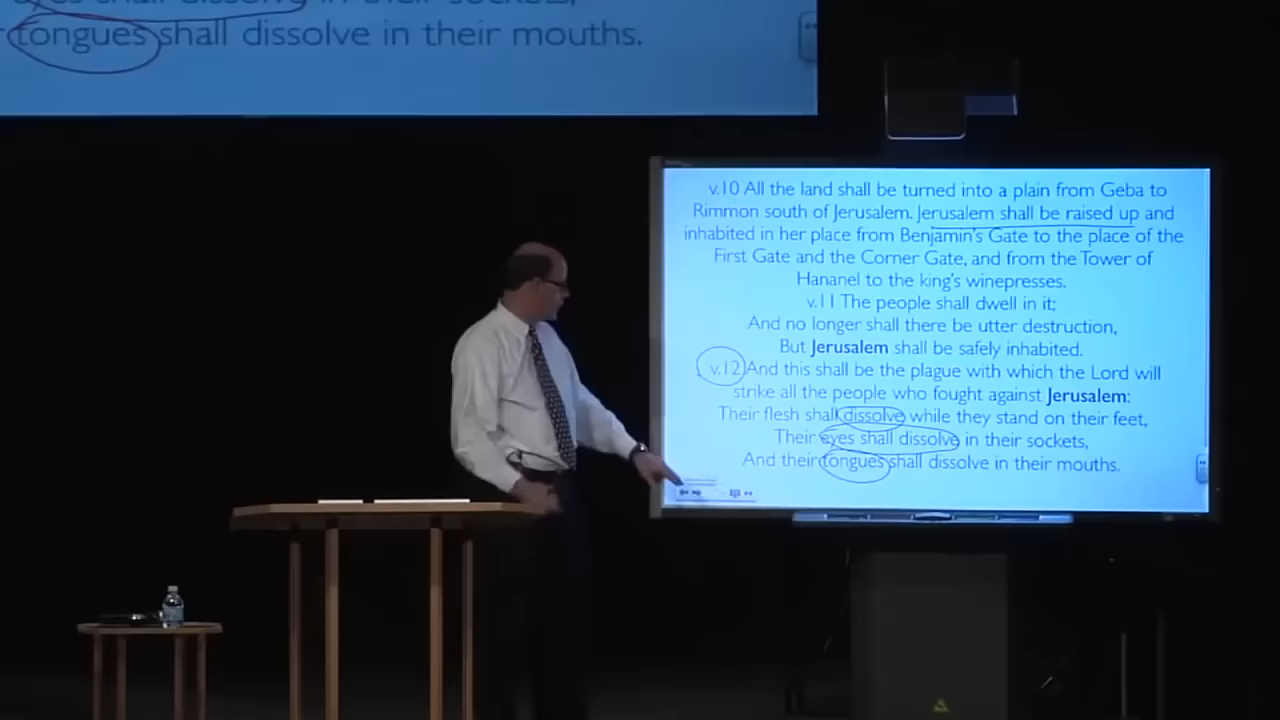 eyes shall dissolve in their sockets,
tongues shall dissolve in their mouths.
v.10 All the land shall be turned into a plain from Geba to
Rimmon south of Jerusalem. Jerusalem shall be raised up and
inhabited in her place from Benjamin's Gate to the place of the
First Gate and the Corner Gate, and from the Tower of
Hananel to the king's winepresses.
v.11 The people shall dwell in it;
And no longer shall there be utter destruction,
But Jerusalem shall be safely inhabited.
v.12 And this shall be the plague with which the Lord will
strike all the people who fought against Jerusalem:
Their flesh shall dissolve while they stand on their feet,
Their eyes shall dissolve in their sockets,
And their tongues shall dissolve in their mouths.